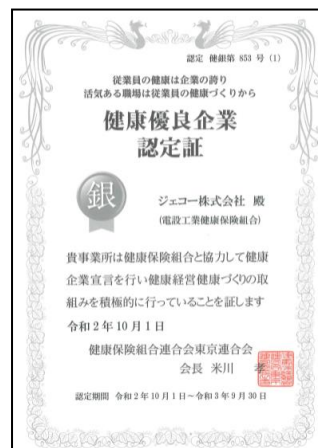 認定 健銀第 853 号 (1)
従業員の健康は企業の誇り
活気ある職場は従業員の健康づくりから
健康優良企業
認定証
銀
ジェコー株式会社 殿
(電設工業健康保険組合)
貴事業所は健康保険組合と協力して健康
企業宣言を行い健康経営健康づくりの取
組みを積極的に行っていることを証します
令和2年10月1日
健康保険組合連合会東京連合会
会長 米川 孝
認定期間 令和2年10月1日~令和3年9月30日